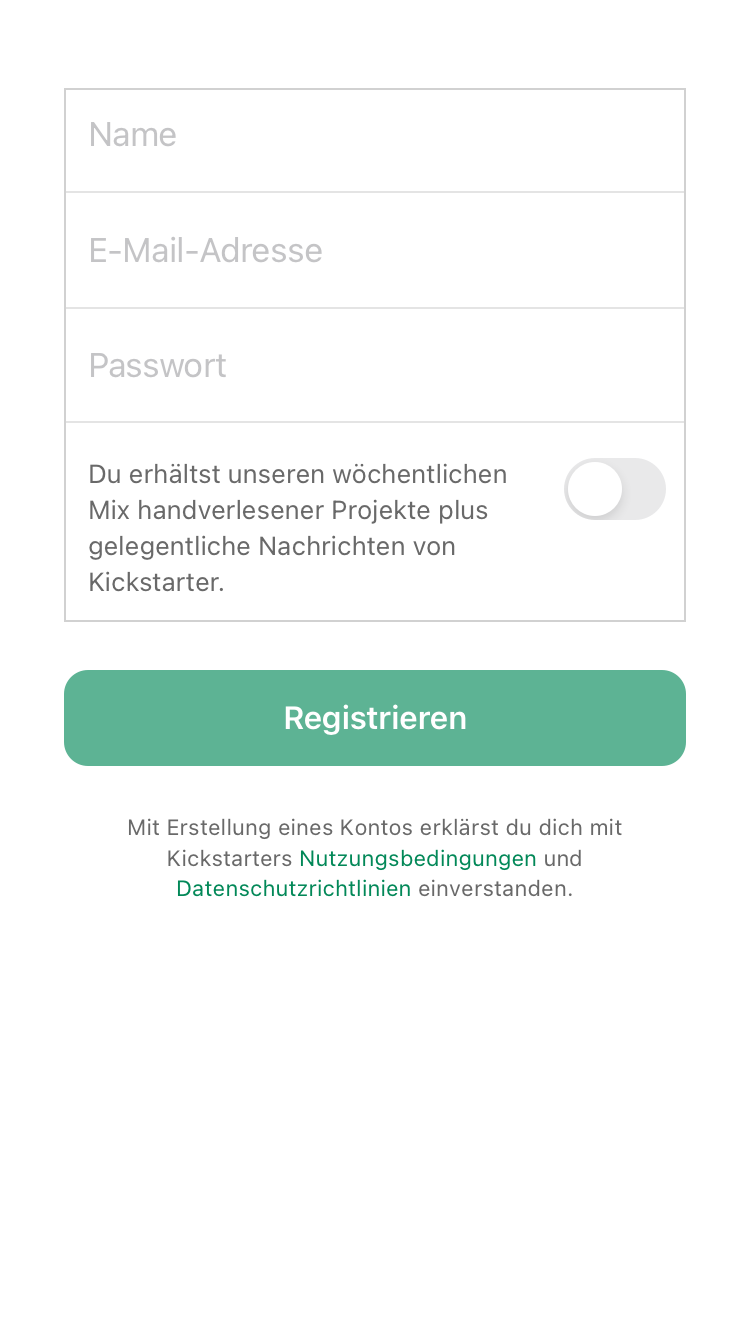 Name
E-Mail-Adresse
Passwort
Du erhältst unseren wöchentlichen
Mix handverlesener Projekte plus
gelegentliche Nachrichten von
Kickstarter.
Registrieren
Mit Erstellung eines Kontos erklärst du dich mit
Kickstarters Nutzungsbedingungen und
Datenschutzrichtlinien einverstanden.